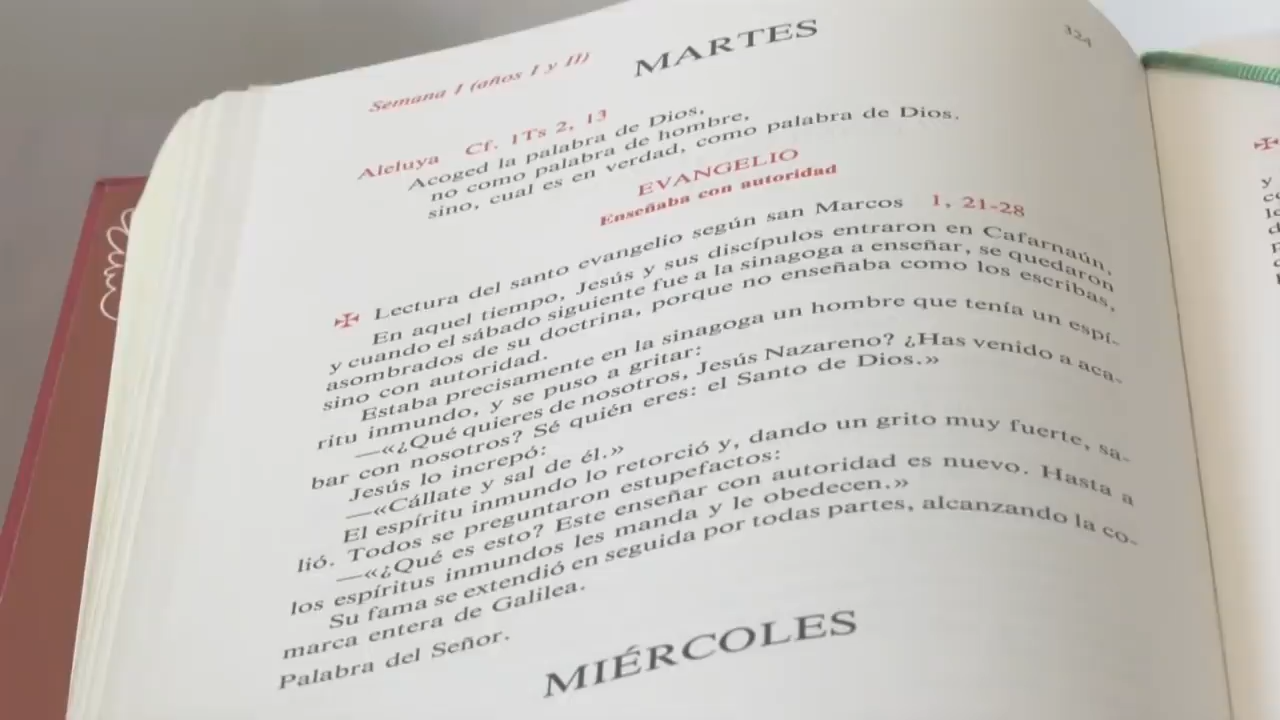 324
Semana I (años I y II)
MARTES
Aleluya Cf. 1Ts 2, 13
Acoged la palabra de Dios,
no como palabra de hombre,
sino, cual es en verdad, como palabra de Dios.
EVANGELIO
Enseñaba con autoridad
✠ Lectura del santo evangelio según san Marcos 1, 21-28
En aquel tiempo, Jesús y sus discípulos entraron en Cafarnaún,
y cuando el sábado siguiente fue a la sinagoga a enseñar, se quedaron
asombrados de su doctrina, porque no enseñaba como los escribas,
sino con autoridad.
Estaba precisamente en la sinagoga un hombre que tenía un espí-
ritu inmundo, y se puso a gritar:
—«¿Qué quieres de nosotros, Jesús Nazareno? ¿Has venido a aca-
bar con nosotros? Sé quién eres: el Santo de Dios.»
Jesús lo increpó:
—«Cállate y sal de él.»
El espíritu inmundo lo retorció y, dando un grito muy fuerte, sa-
lió. Todos se preguntaron estupefactos:
—«¿Qué es esto? Este enseñar con autoridad es nuevo. Hasta a
los espíritus inmundos les manda y le obedecen.»
Su fama se extendió en seguida por todas partes, alcanzando la co-
marca entera de Galilea.
Palabra del Señor.
MIÉRCOLES